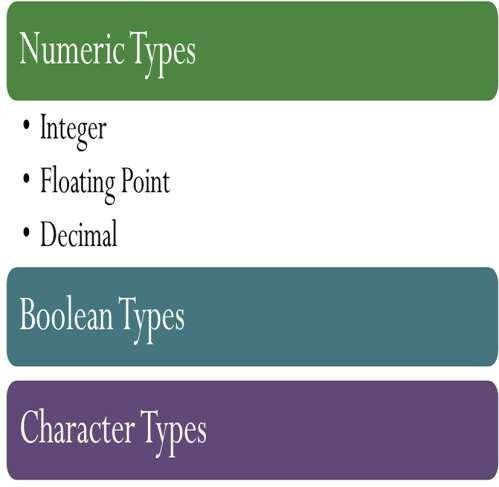 Numeric Types
• Integer
• Floating Point
• Decimal
Boolean Types
Character Types